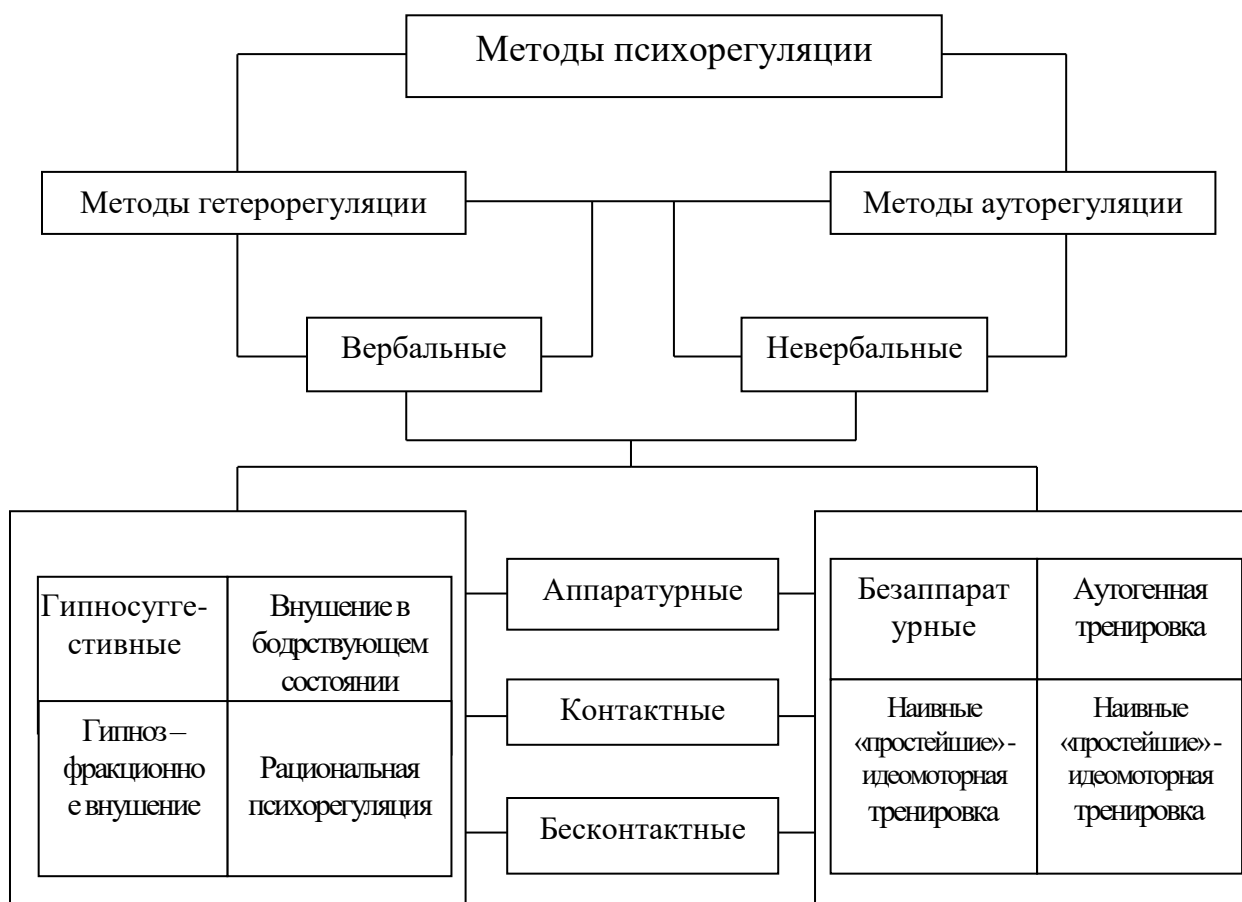 Методы психорегуляции
Методы гетерорегуляции
Методы ауторегуляции
Вербальные
Невербальные
Гипносугге-
стивные
Внушение в
бодрствующем
состоянии
Гипноз –
фракционно
е внушение
Рациональная
психорегуляция
Аппаратурные
Контактные
Бесконтактные
Безаппарат
урные
Аутогенная
тренировка
Наивные
«простейшие» -
идеомоторная
тренировка
Наивные
«простейшие» -
идеомоторная
тренировка